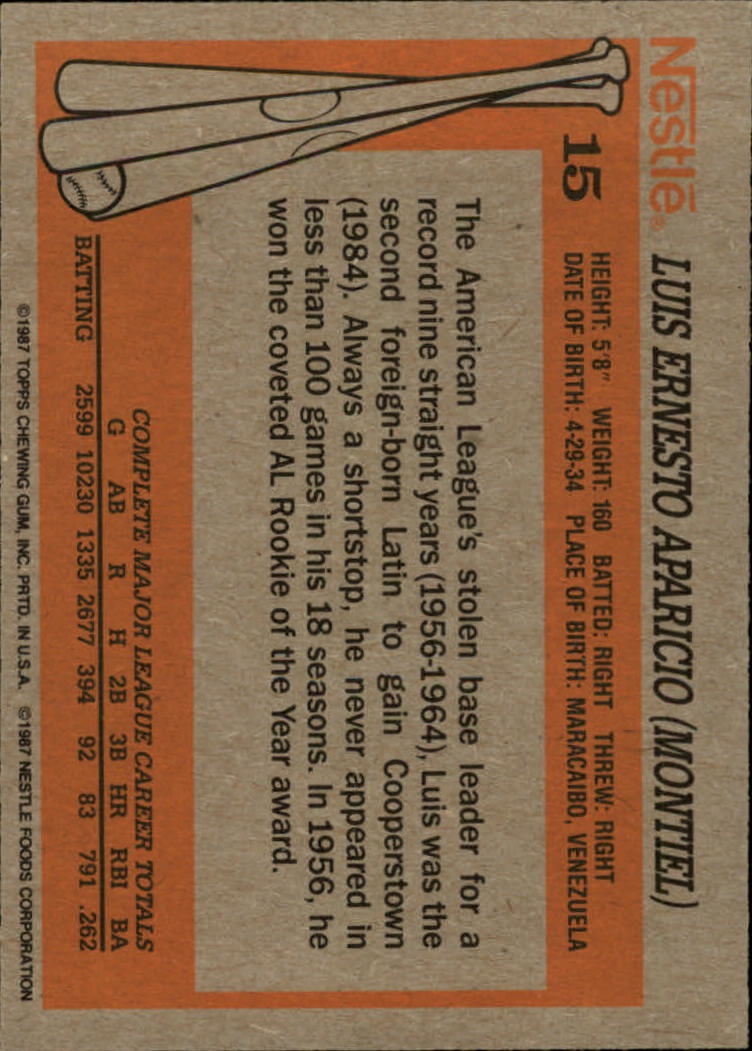 Nestlé®
LUIS ERNESTO APARICIO (MONTIEL)
15
HEIGHT: 5'8" WEIGHT: 160 BATTED: RIGHT THREW: RIGHT
DATE OF BIRTH: 4-29-34 PLACE OF BIRTH: MARACAIBO, VENEZUELA
The American League's stolen base leader for a
record nine straight years (1956-1964), Luis was the
second foreign-born Latin to gain Cooperstown
(1984). Always a shortstop, he never appeared in
less than 100 games in his 18 seasons. In 1956, he
won the coveted AL Rookie of the Year award.
COMPLETE MAJOR LEAGUE CAREER TOTALS
G AB R H 2B 3B HR RBI BA
BATTING 2599 10230 1335 2677 394 92 83 791 .262
©1987 TOPPS CHEWING GUM, INC. PRTD. IN U.S.A. ©1987 NESTLE FOODS CORPORATION